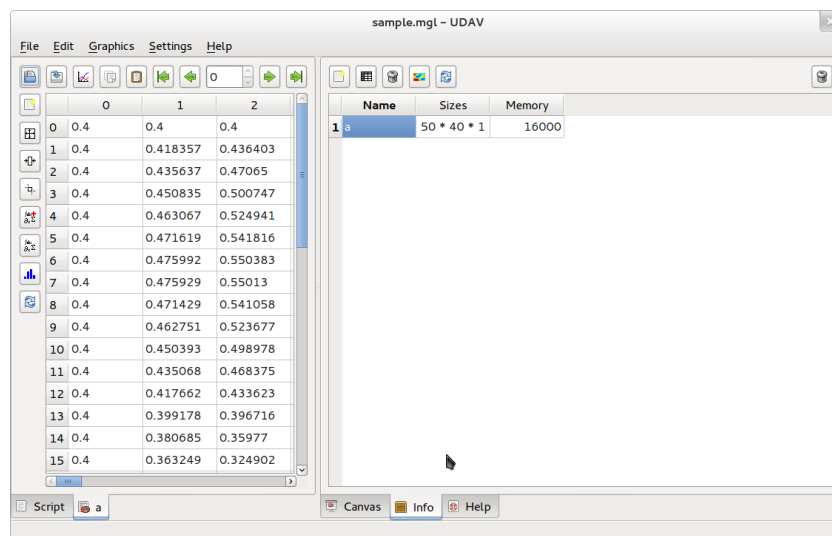 sample.mgl – UDAV
File Edit Graphics Settings Help
0
0 1 2
0 0.4 0.4 0.4
1 0.4 0.418357 0.436403
2 0.4 0.435637 0.47065
3 0.4 0.450835 0.500747
4 0.4 0.463067 0.524941
5 0.4 0.471619 0.541816
6 0.4 0.475992 0.550383
7 0.4 0.475929 0.55013
8 0.4 0.471429 0.541058
9 0.4 0.462751 0.523677
10 0.4 0.450393 0.498978
11 0.4 0.435068 0.468375
12 0.4 0.417662 0.433623
13 0.4 0.399178 0.396716
14 0.4 0.380685 0.35977
15 0.4 0.363249 0.324902
Script a
Name Sizes Memory
1 a 50 * 40 * 1 16000
Canvas Info Help